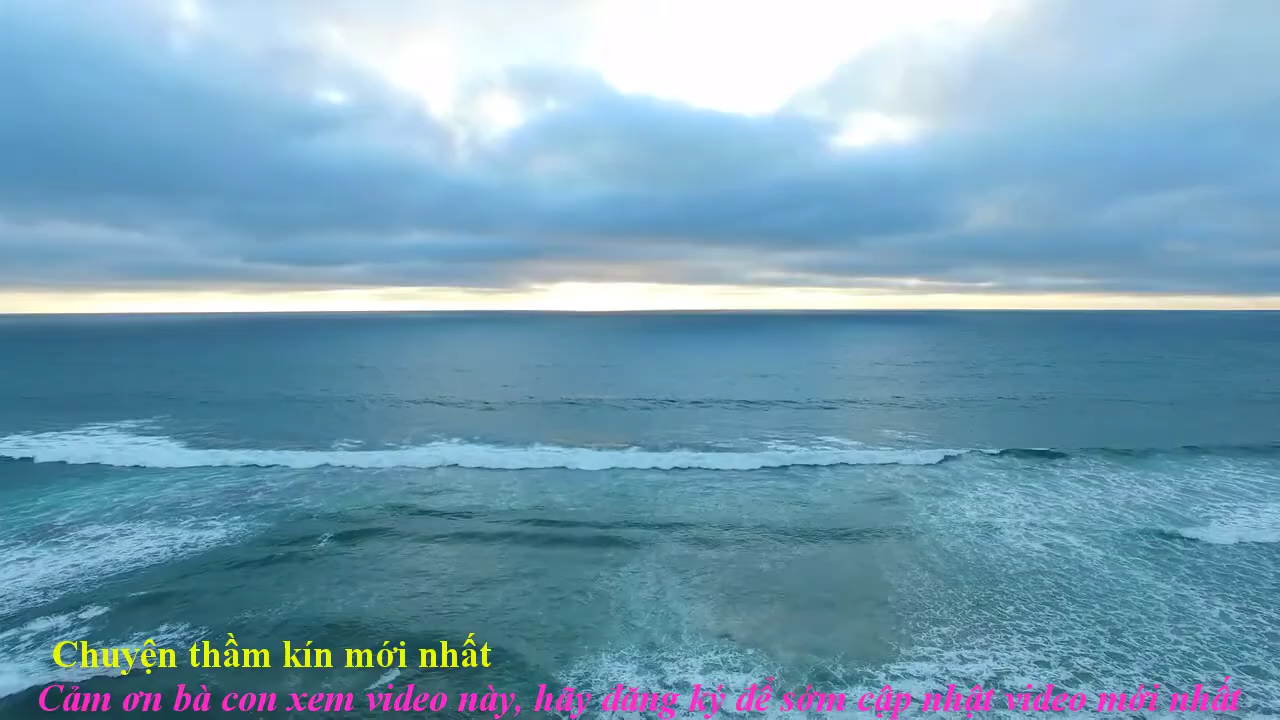 Chuyện thầm kín mới nhất
Cảm ơn bà con xem video này, hãy đăng ký để sớm cập nhật video mới nhất